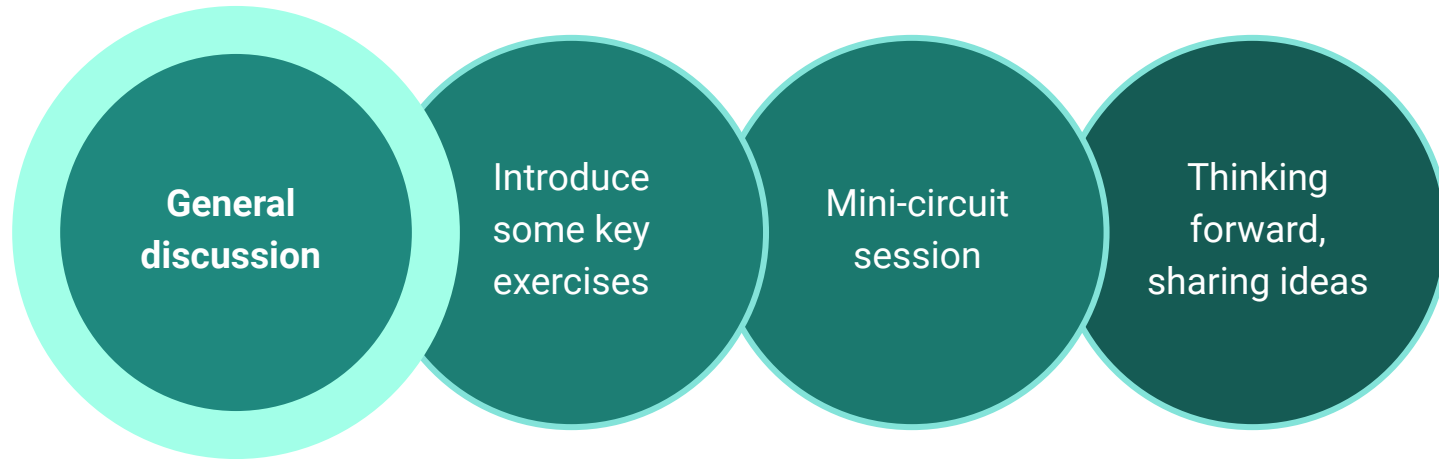 General
discussion
Introduce
some key
exercises
Mini-circuit
session
Thinking
forward,
sharing ideas